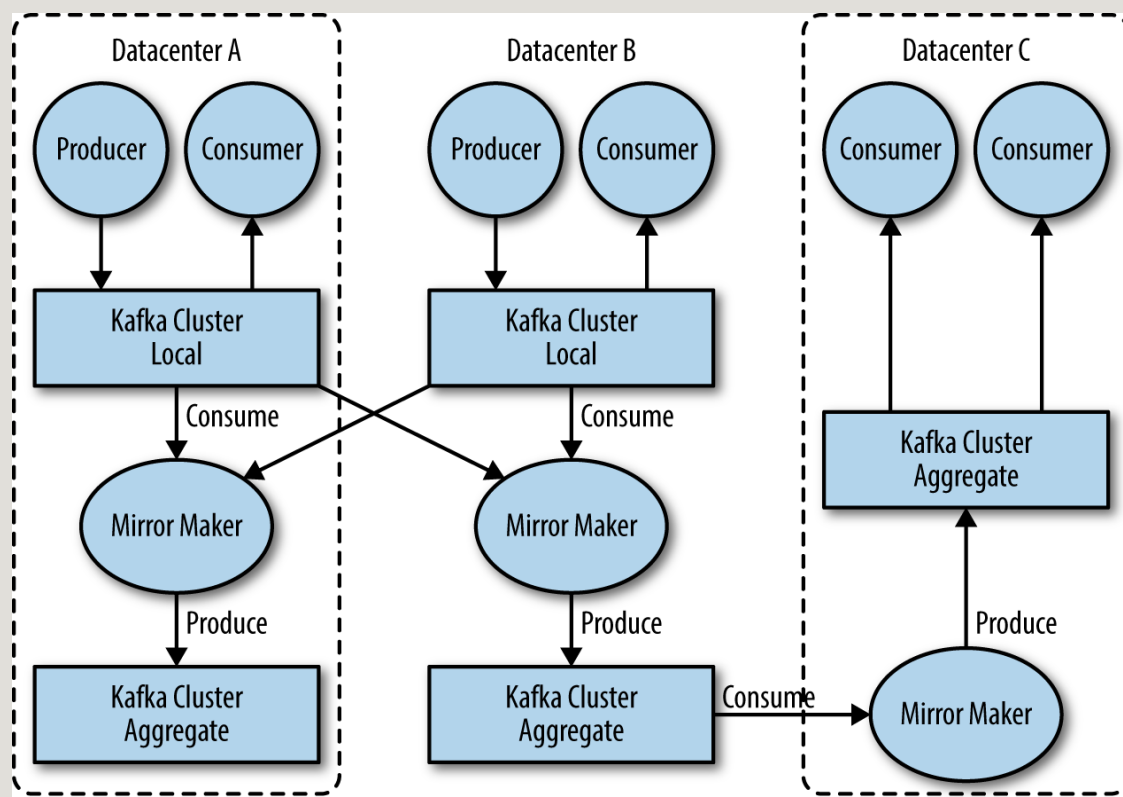 Datacenter A
Datacenter B
Datacenter C
Producer
Consumer
Producer
Consumer
Consumer
Consumer
Kafka Cluster
Local
Kafka Cluster
Local
Consume
Consume
Kafka Cluster
Aggregate
Mirror Maker
Mirror Maker
Produce
Produce
Produce
Kafka Cluster
Aggregate
Kafka Cluster
Aggregate
Consume
Mirror Maker